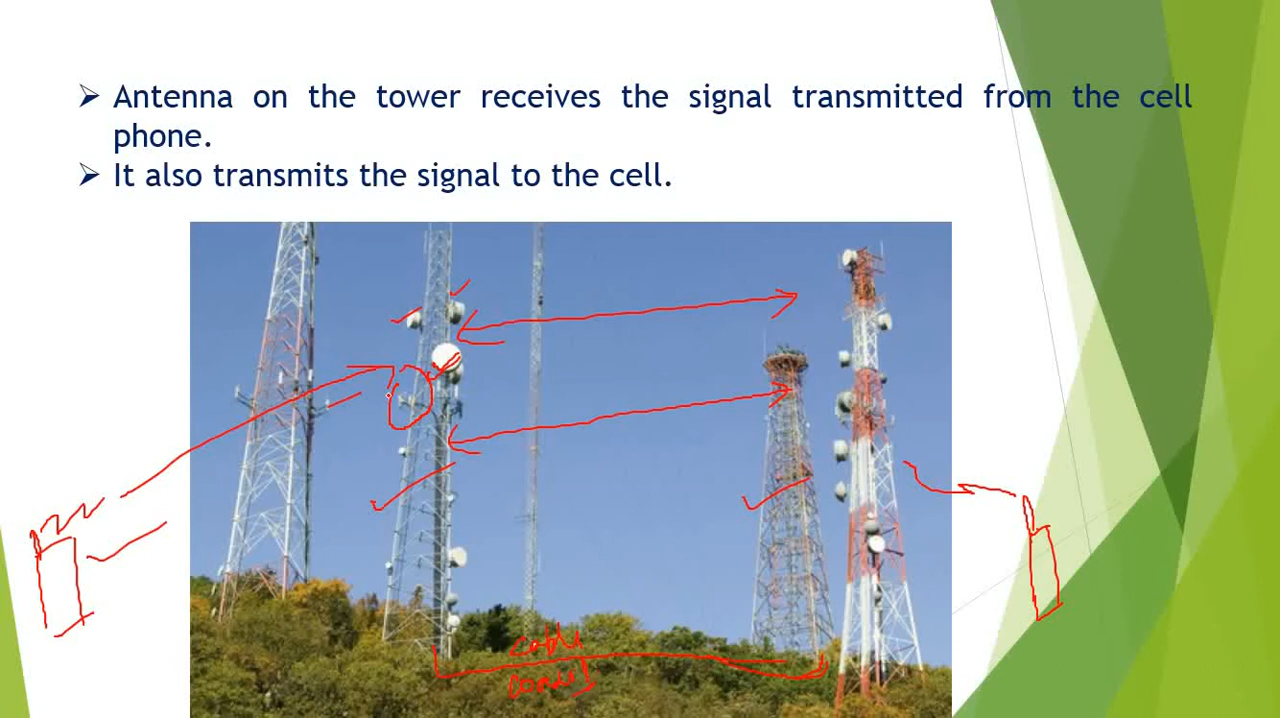 ➢ Antenna on the tower receives the signal transmitted from the cell
phone.
➢ It also transmits the signal to the cell.
cable